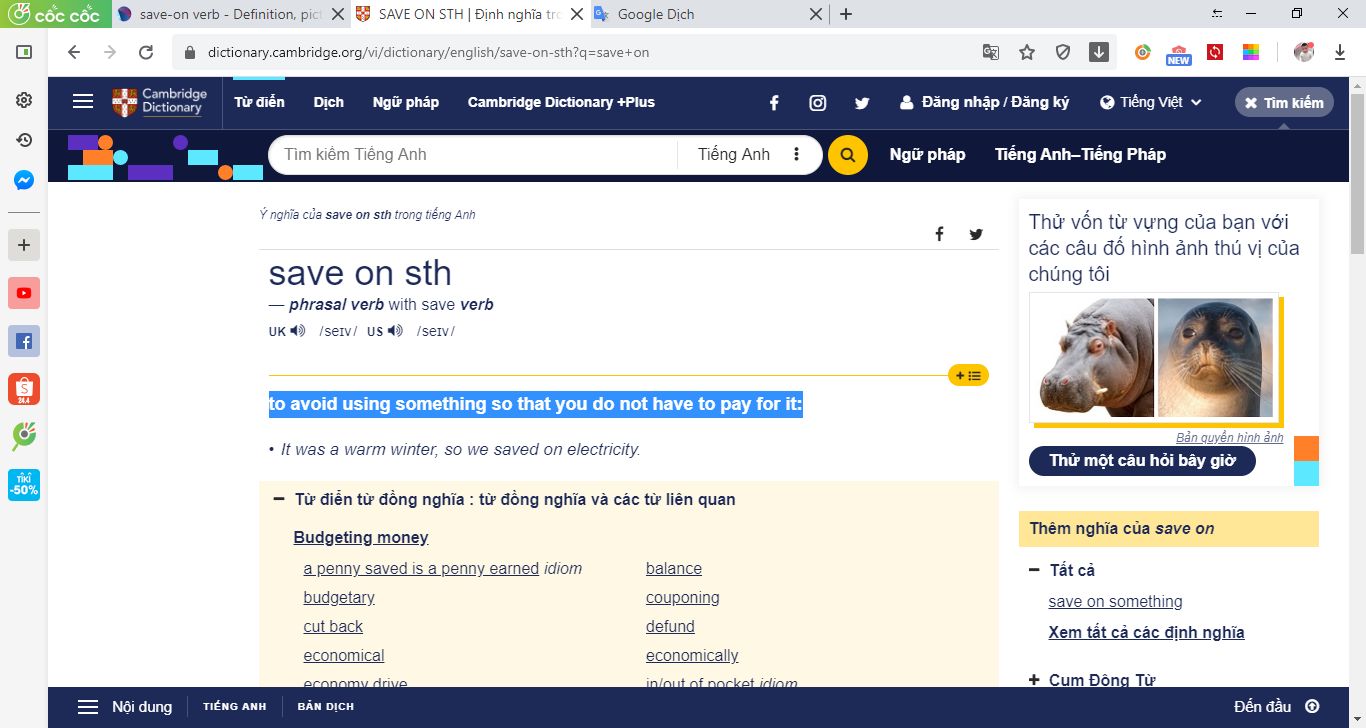 cốc cốc
save-on verb - Definition, pict
SAVE ON STH | Định nghĩa tro
Google Dịch
dictionary.cambridge.org/vi/dictionary/english/save-on-sth?q=save+on
NEW
Cambridge Dictionary
Từ điển
Dịch
Ngữ pháp
Cambridge Dictionary +Plus
Đăng nhập / Đăng ký
Tiếng Việt
Tìm kiếm
Tìm kiếm Tiếng Anh
Tiếng Anh
Ngữ pháp
Tiếng Anh–Tiếng Pháp
Ý nghĩa của save on sth trong tiếng Anh
save on sth
— phrasal verb with save verb
UK /seɪv/ US /seɪv/
to avoid using something so that you do not have to pay for it:
• It was a warm winter, so we saved on electricity.
Từ điển từ đồng nghĩa : từ đồng nghĩa và các từ liên quan
Budgeting money
a penny saved is a penny earned idiom
balance
budgetary
couponing
cut back
defund
economical
economically
economy drive
in/out of pocket idiom
Thử vốn từ vựng của bạn với
các câu đố hình ảnh thú vị của
chúng tôi
Bản quyền hình ảnh
Thử một câu hỏi bây giờ
Thêm nghĩa của save on
Tất cả
save on something
Xem tất cả các định nghĩa
Cụm Động Từ
24.4
TIKI
-50%
Nội dung
TIẾNG ANH
BẢN DỊCH
Đến đầu